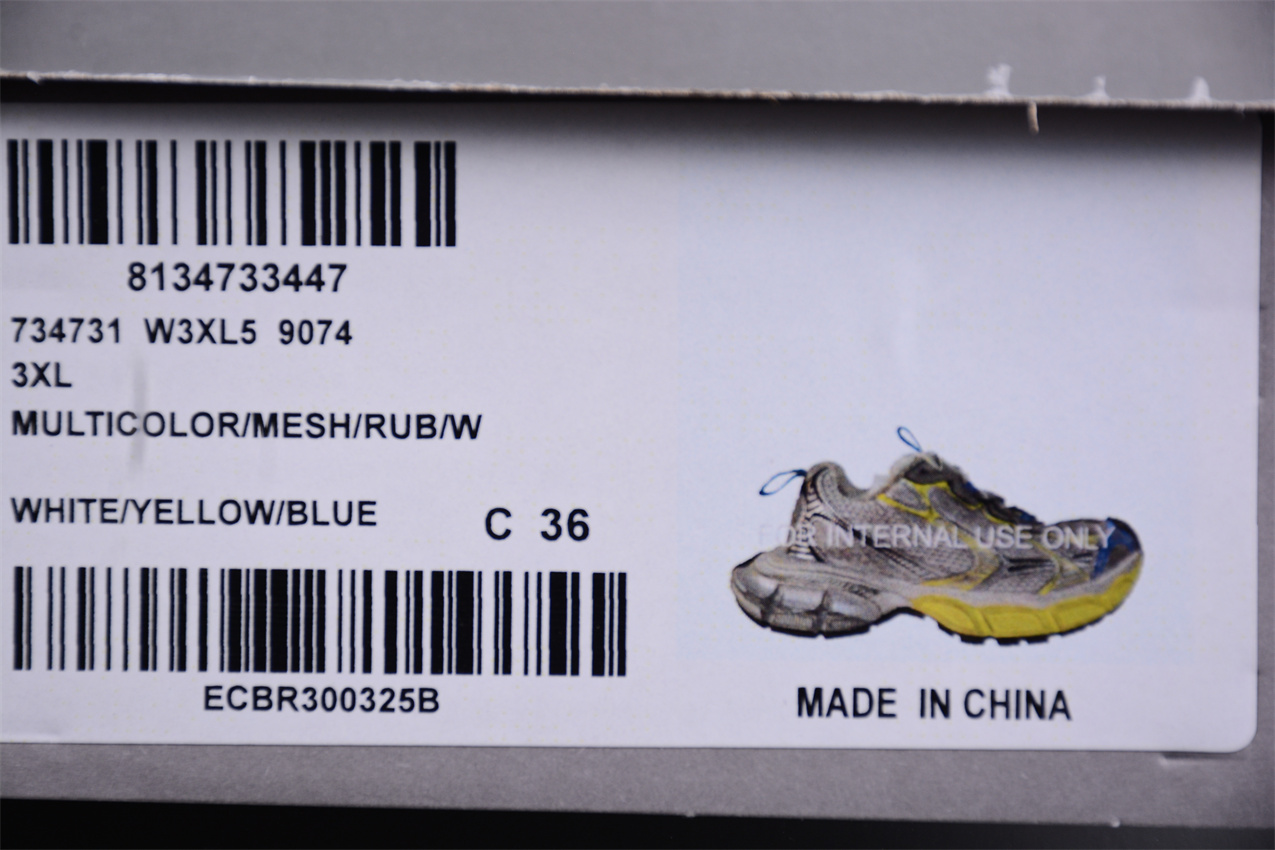 8134733447
734731 W3XL5 9074
3XL
MULTICOLOR/MESH/RUB/W
WHITE/YELLOW/BLUE C 36
FOR INTERNAL USE ONLY
ECBR300325B
MADE IN CHINA